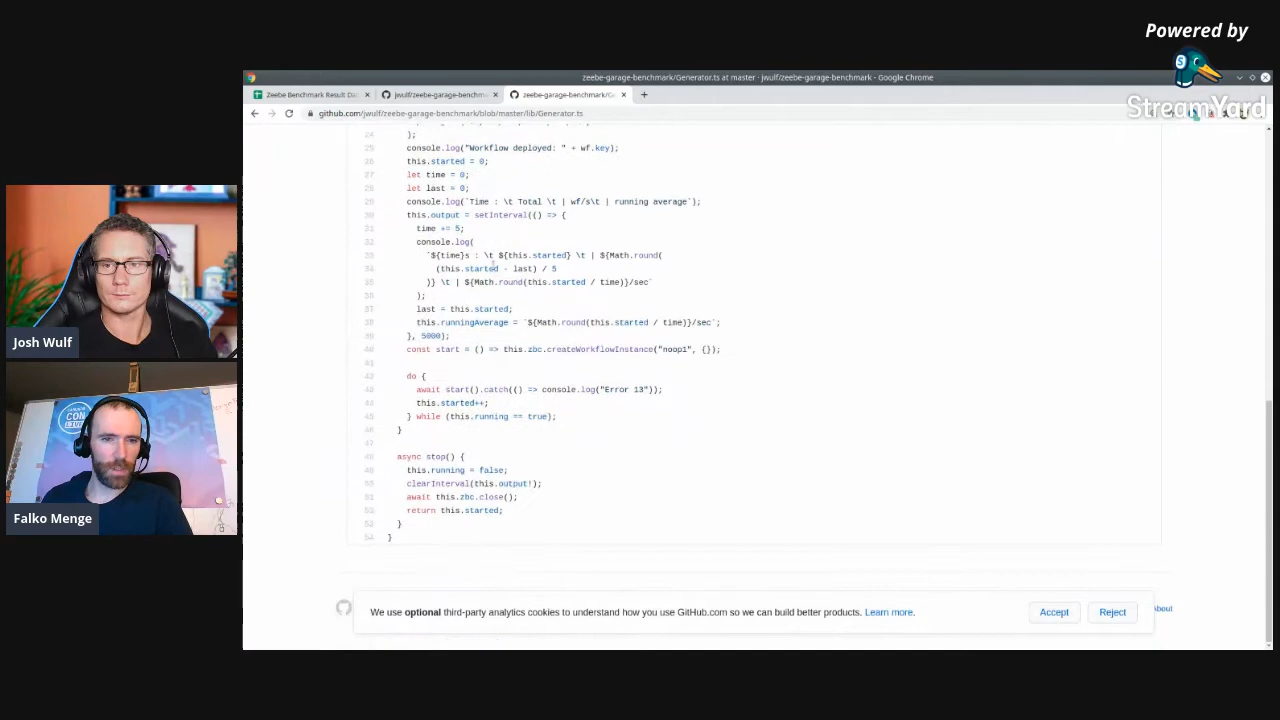 Powered by
StreamYard
zeebe-garage-benchmark/Generator.ts at master · jwulf/zeebe-garage-benchmark - Google Chrome
Zeebe Benchmark Result Da
jwulf/zeebe-garage-benchm
zeebe-garage-benchmark/G
github.com/jwulf/zeebe-garage-benchmark/blob/master/lib/Generator.ts
24 );
25 console.log("Workflow deployed: " + wf.key);
26 this.started = 0;
27 let time = 0;
28 let last = 0;
29 console.log(`Time : \t Total \t | wf/s\t | running average`);
30 this.output = setInterval(() => {
31 time += 5;
32 console.log(
33 `${time}s : \t ${this.started} \t | ${Math.round(
34 (this.started - last) / 5
35 )} \t | ${Math.round(this.started / time)}/sec`
36 );
37 last = this.started;
38 this.runningAverage = `${Math.round(this.started / time)}/sec`;
39 }, 5000);
40 const start = () => this.zbc.createWorkflowInstance("noop1", {});
41
42 do {
43 await start().catch(() => console.log("Error 13"));
44 this.started++;
45 } while (this.running == true);
46 }
47
48 async stop() {
49 this.running = false;
50 clearInterval(this.output!);
51 await this.zbc.close();
52 return this.started;
53 }
54 }
We use optional third-party analytics cookies to understand how you use GitHub.com so we can build better products. Learn more.
Accept
Reject
About
Josh Wulf
CON
LIVE
Falko Menge